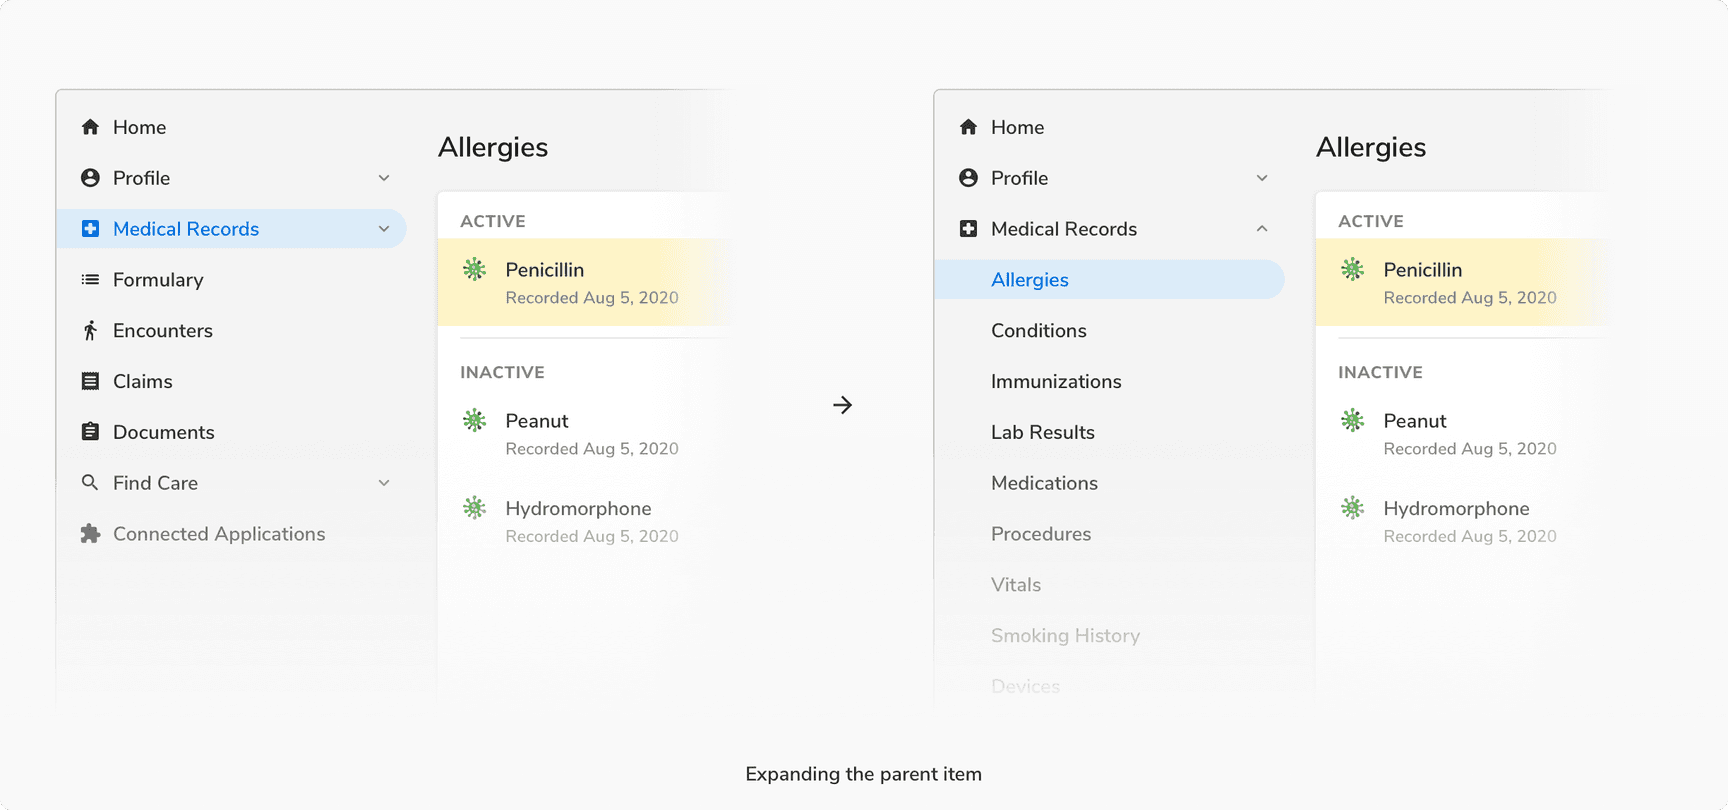 Home
Profile
Medical Records
Formulary
Encounters
Claims
Documents
Find Care
Connected Applications
Allergies
ACTIVE
Penicillin
Recorded Aug 5, 2020
INACTIVE
Peanut
Recorded Aug 5, 2020
Hydromorphone
Recorded Aug 5, 2020
Home
Profile
Medical Records
Allergies
Conditions
Immunizations
Lab Results
Medications
Procedures
Vitals
Smoking History
Devices
Allergies
ACTIVE
Penicillin
Recorded Aug 5, 2020
INACTIVE
Peanut
Recorded Aug 5, 2020
Hydromorphone
Recorded Aug 5, 2020
Expanding the parent item